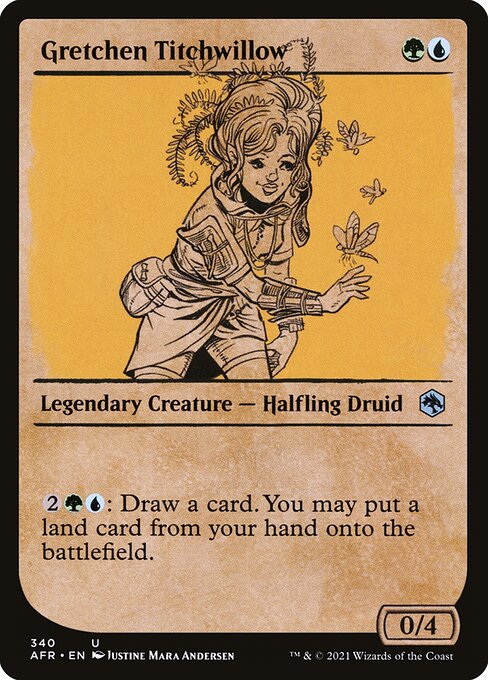 Gretchen Titchwillow
Legendary Creature — Halfling Druid
2: Draw a card. You may put a
land card from your hand onto the
battlefield.
0/4
340 U
AFR • EN Justine Mara Andersen
™ & © 2021 Wizards of the Coast